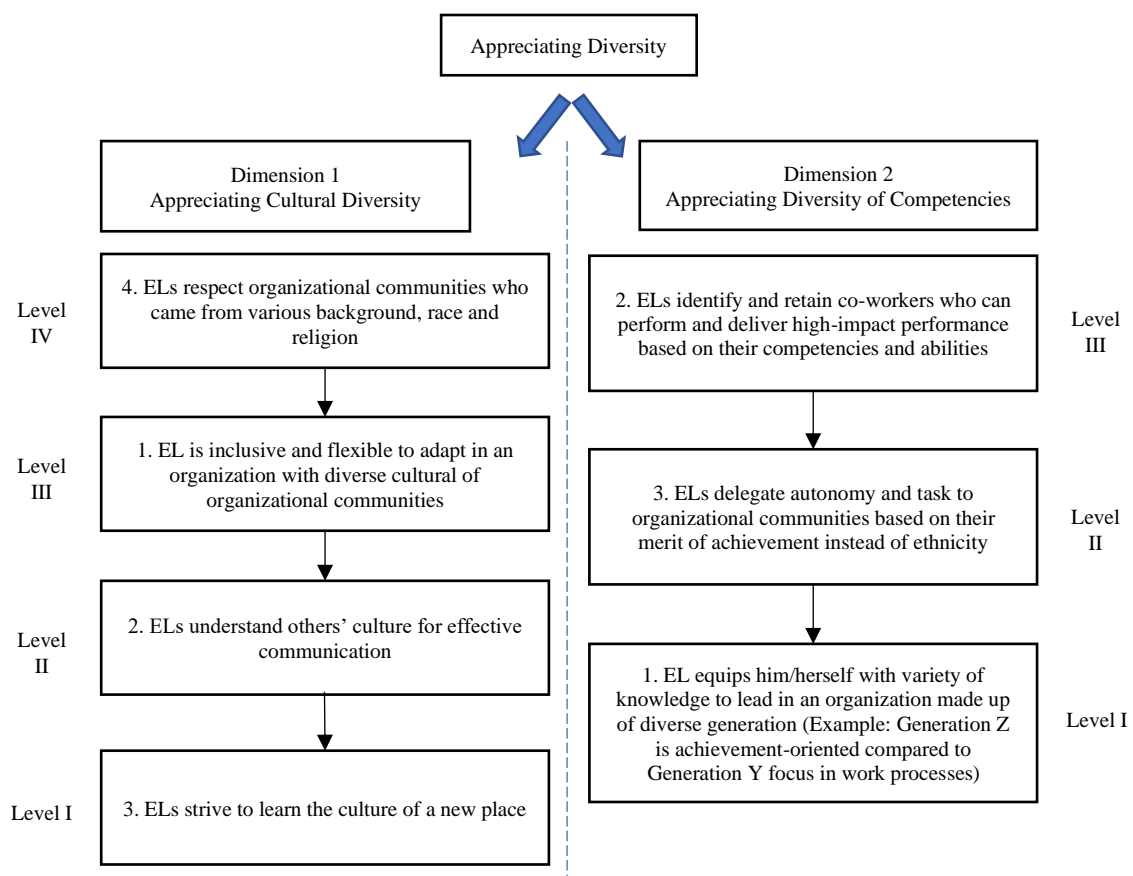 Appreciating Diversity
Dimension 1
Appreciating Cultural Diversity
Dimension 2
Appreciating Diversity of Competencies
Level
IV
4. ELs respect organizational communities who
came from various background, race and
religion
Level
III
1. EL is inclusive and flexible to adapt in an
organization with diverse cultural of
organizational communities
Level
II
2. ELs understand others’ culture for effective
communication
Level I
3. ELs strive to learn the culture of a new place
2. ELs identify and retain co-workers who can
perform and deliver high-impact performance
based on their competencies and abilities
Level
III
3. ELs delegate autonomy and task to
organizational communities based on their
merit of achievement instead of ethnicity
Level
II
1. EL equips him/herself with variety of
knowledge to lead in an organization made up
of diverse generation (Example: Generation Z
is achievement-oriented compared to
Generation Y focus in work processes)
Level I